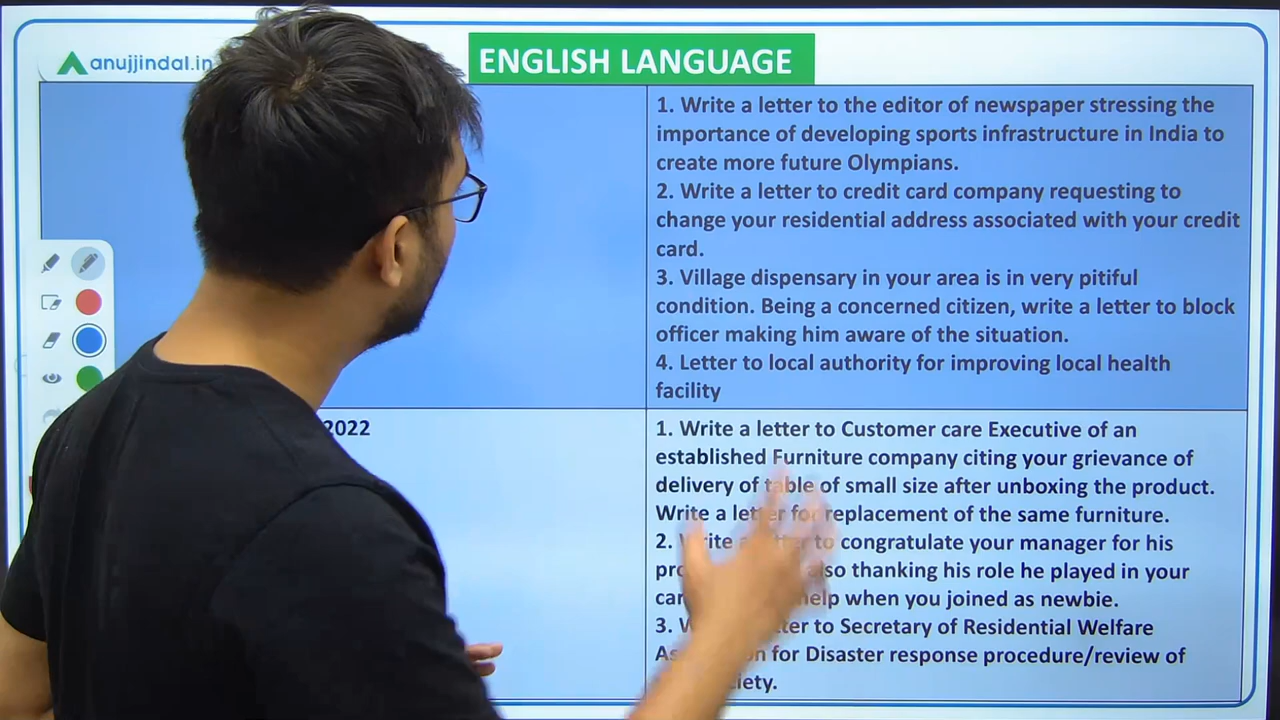 anujjindal.in
ENGLISH LANGUAGE
1. Write a letter to the editor of newspaper stressing the
importance of developing sports infrastructure in India to
create more future Olympians.
2. Write a letter to credit card company requesting to
change your residential address associated with your credit
card.
3. Village dispensary in your area is in very pitiful
condition. Being a concerned citizen, write a letter to block
officer making him aware of the situation.
4. Letter to local authority for improving local health
facility
2022
1. Write a letter to Customer care Executive of an
established Furniture company citing your grievance of
delivery of table of small size after unboxing the product.
Write a letter for replacement of the same furniture.
2. to congratulate your manager for his
also thanking his role he played in your
help when you joined as newbie.
3. to Secretary of Residential Welfare
for Disaster response procedure/review of